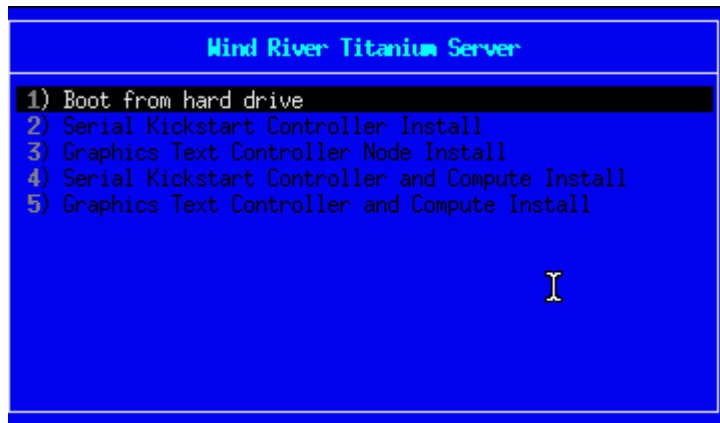 Wind River Titanium Server
1) Boot from hard drive
2) Serial Kickstart Controller Install
3) Graphics Text Controller Node Install
4) Serial Kickstart Controller and Compute Install
5) Graphics Text Controller and Compute Install